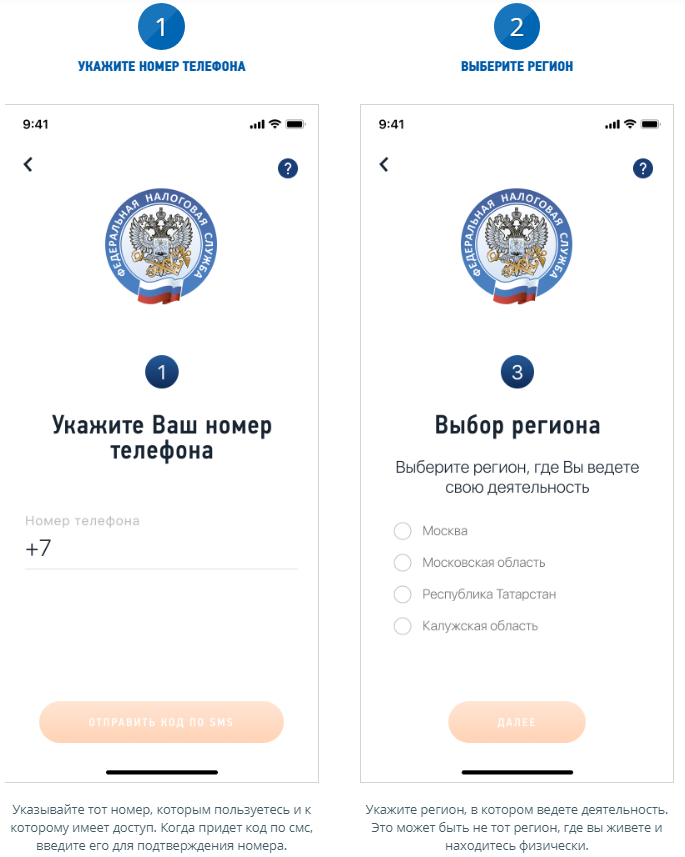 1
УКАЖИТЕ НОМЕР ТЕЛЕФОНА
9:41
?
ФЕДЕРАЛЬНАЯ НАЛОГОВАЯ СЛУЖБА
1
Укажите Ваш номер
телефона
Номер телефона
+7
ОТПРАВИТЬ КОД ПО SMS
Указывайте тот номер, которым пользуетесь и к
которому имеет доступ. Когда придет код по смс,
введите его для подтверждения номера.
2
ВЫБЕРИТЕ РЕГИОН
9:41
?
ФЕДЕРАЛЬНАЯ НАЛОГОВАЯ СЛУЖБА
3
Выбор региона
Выберите регион, где Вы ведете
свою деятельность
Москва
Московская область
Республика Татарстан
Калужская область
ДАЛЕЕ
Укажите регион, в котором ведете деятельность.
Это может быть не тот регион, где вы живете и
находитесь физически.